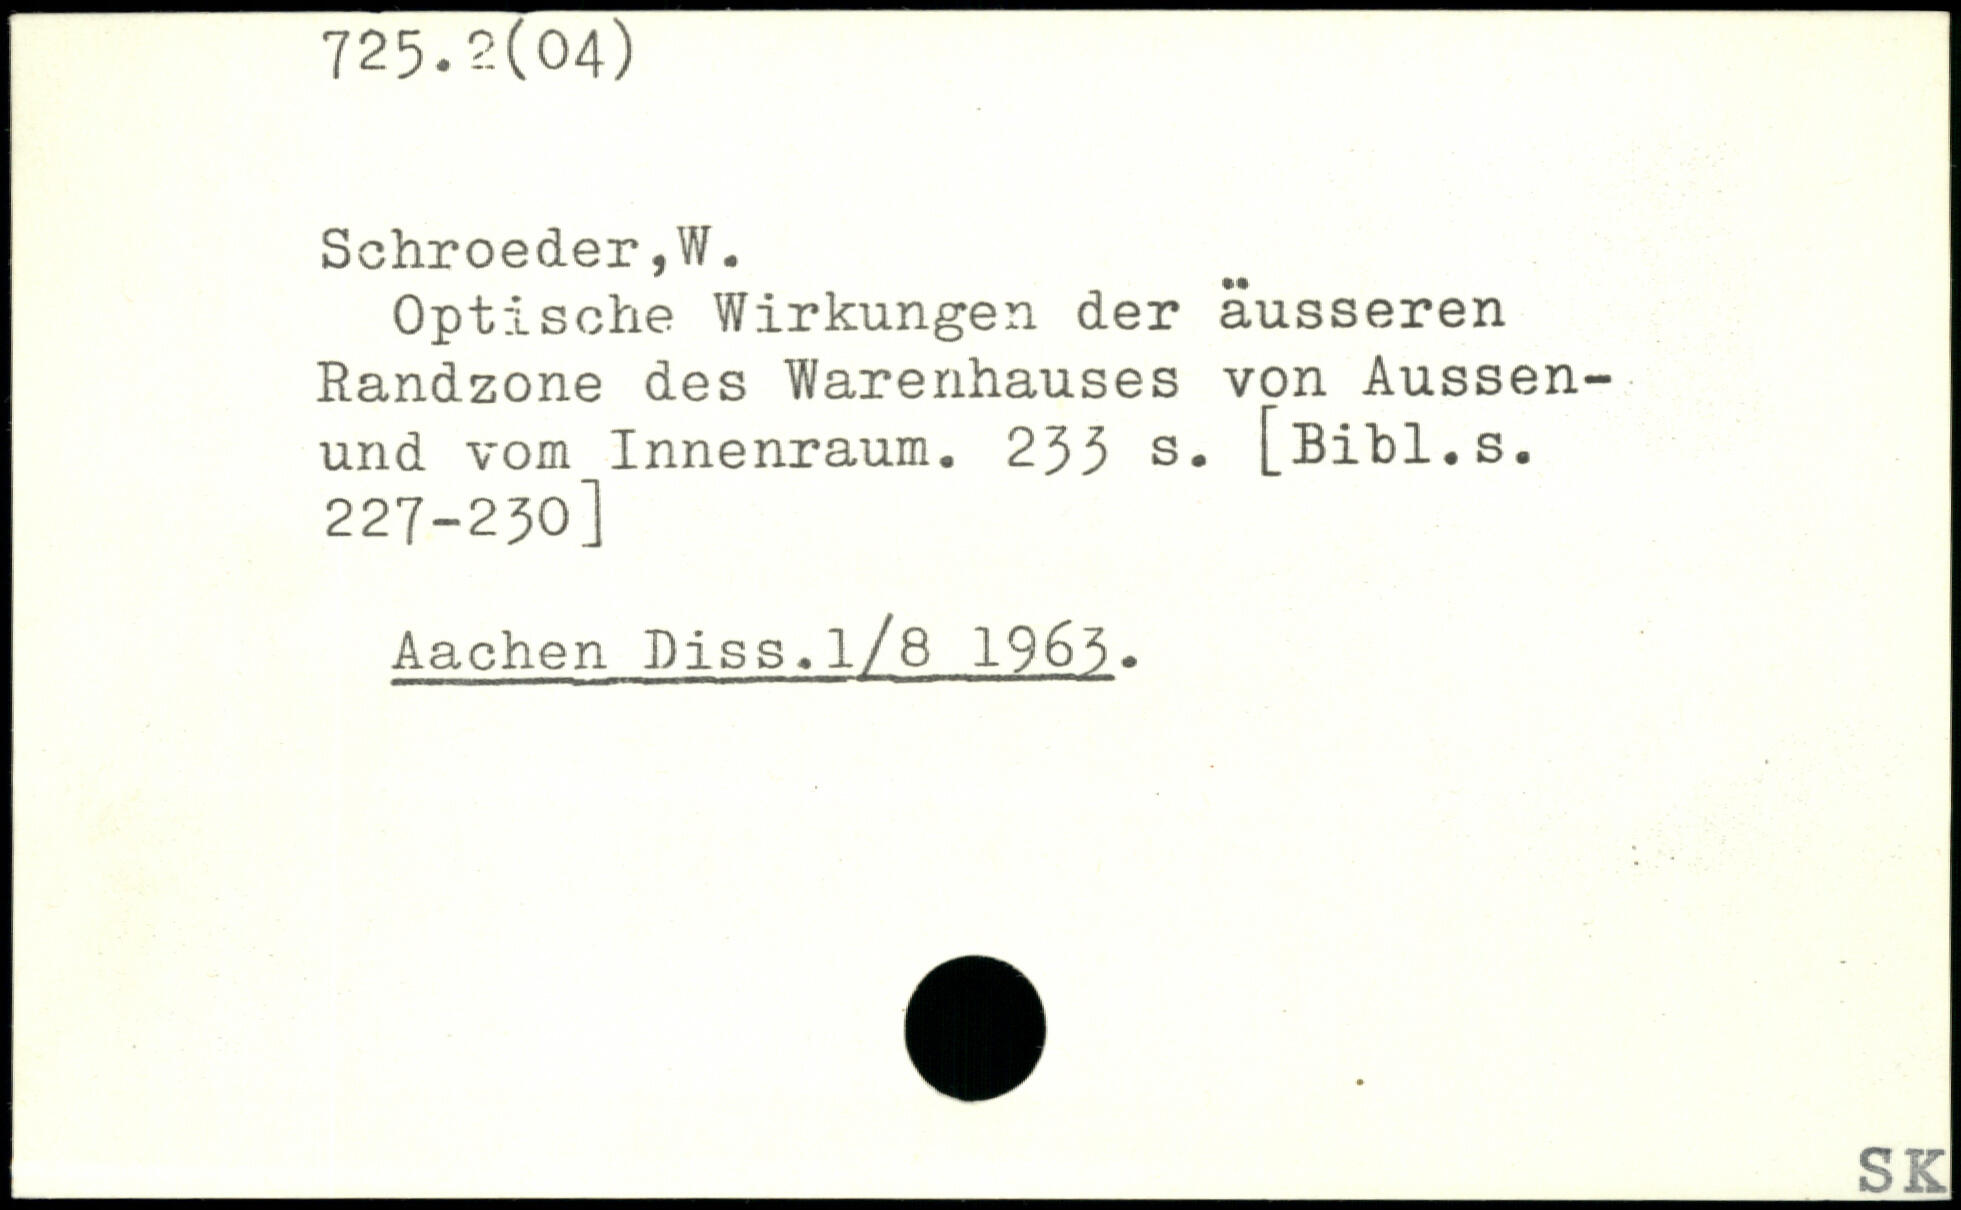 725.2(04)
Schroeder,W.
Optische Wirkungen der äusseren
Randzone des Warenhauses von Aussen-
und vom Innenraum. 233 s. [Bibl.s.
227-230]
Aachen Diss.1/8 1963.
SK